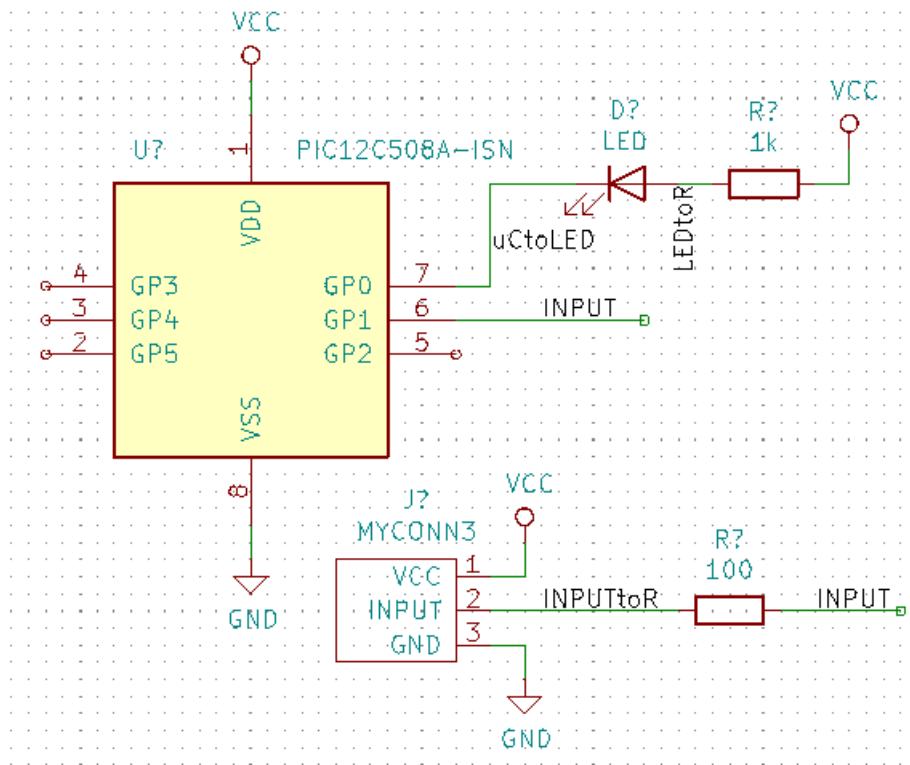 VCC
U?
1
PIC12C508A-ISN
VDD
4
GP3
3
GP4
2
GP5
GP0
7
GP1
6
GP2
5
VSS
8
GND
D?
LED
R?
1k
VCC
uCtoLED
LEDtoR
INPUT
J?
MYCONN3
VCC
VCC
1
INPUT
2
GND
3
INPUTtoR
R?
100
INPUT
GND